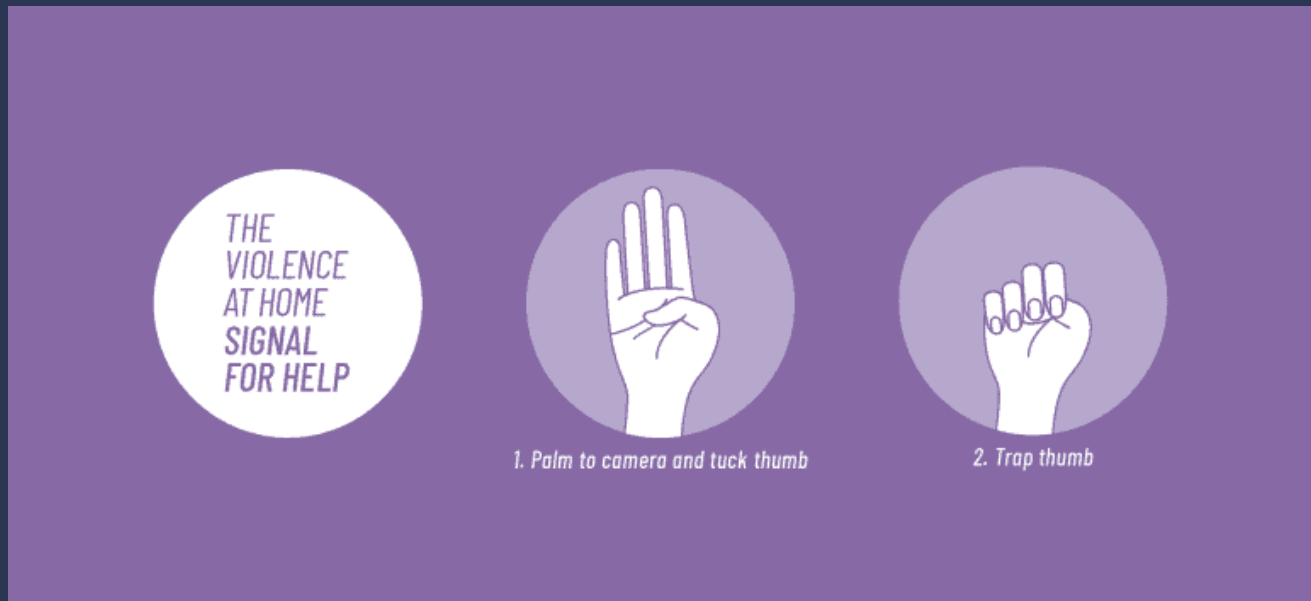 THE
VIOLENCE
AT HOME
SIGNAL
FOR HELP
1. Palm to camera and tuck thumb
2. Trap thumb